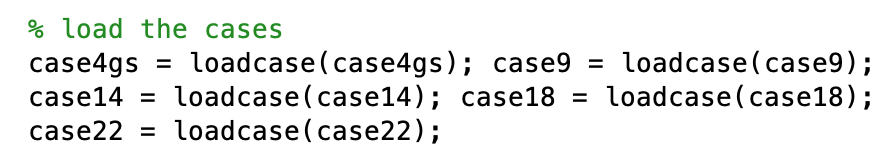 % load the cases
case4gs = loadcase(case4gs); case9 = loadcase(case9);
case14 = loadcase(case14); case18 = loadcase(case18);
case22 = loadcase(case22);